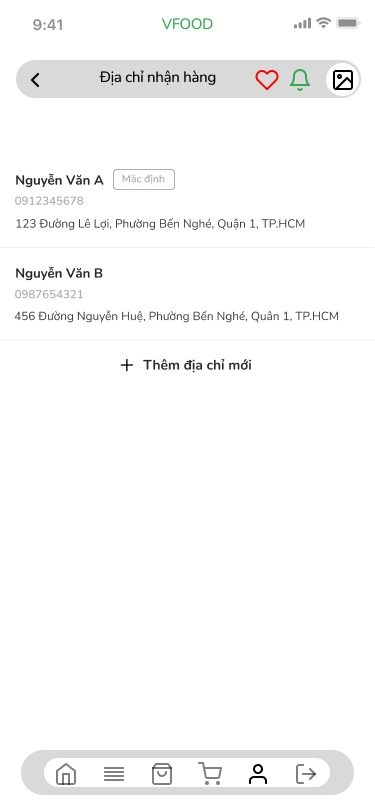 9:41
VFOOD
Địa chỉ nhận hàng
Nguyễn Văn A
Mặc định
0912345678
123 Đường Lê Lợi, Phường Bến Nghé, Quận 1, TP.HCM
Nguyễn Văn B
0987654321
456 Đường Nguyễn Huệ, Phường Bến Nghé, Quân 1, TP.HCM
Thêm địa chỉ mới